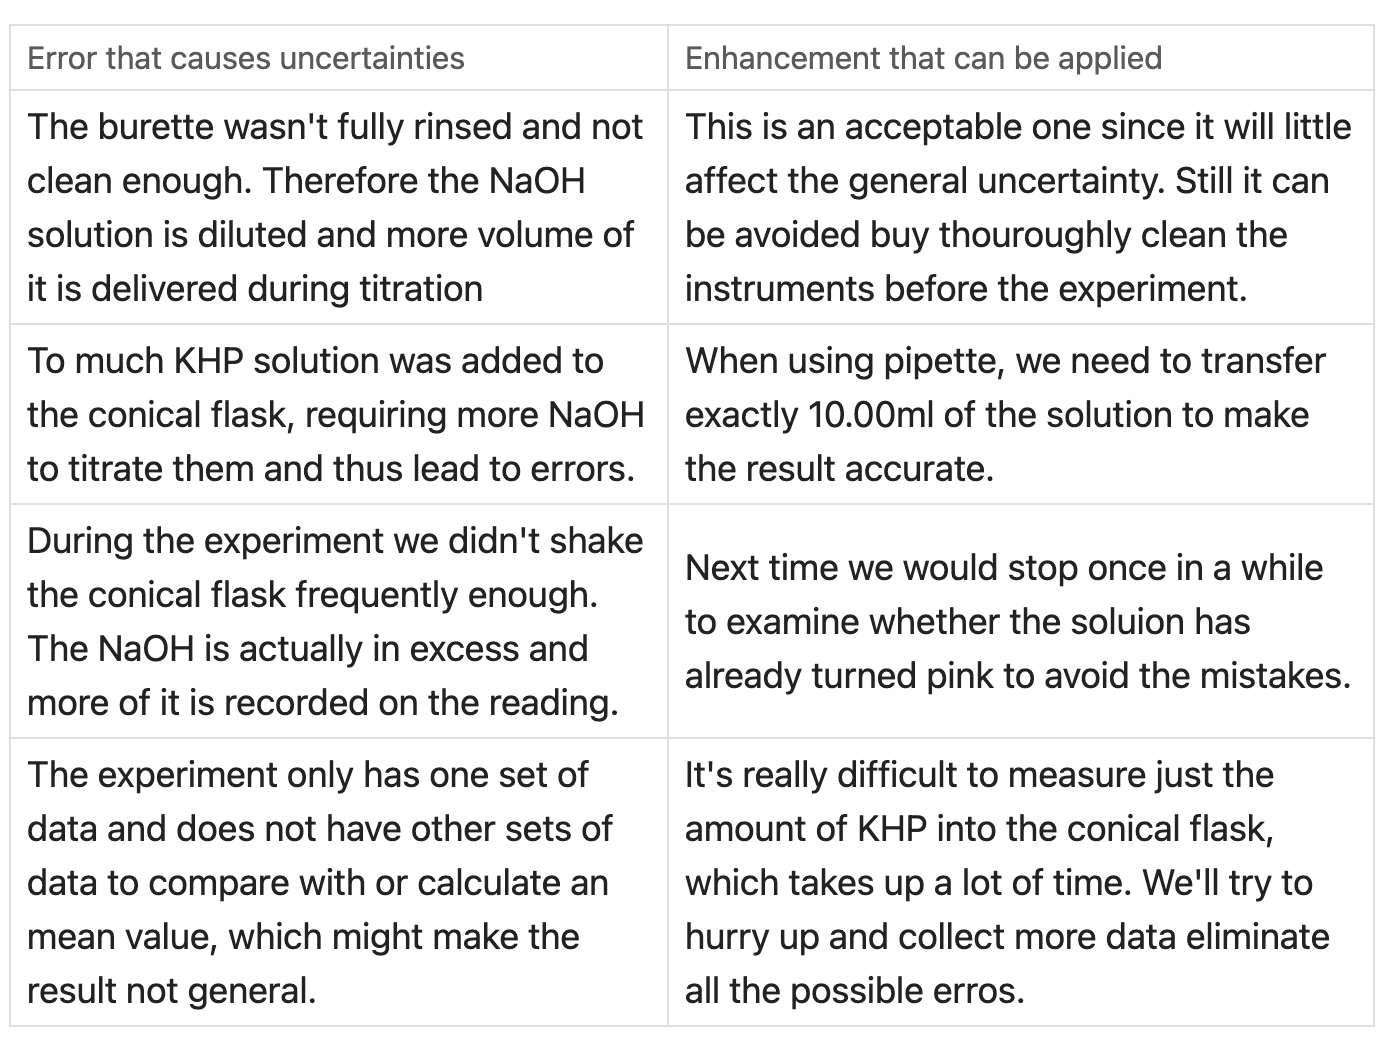 Error that causes uncertainties
Enhancement that can be applied
The burette wasn't fully rinsed and not
clean enough. Therefore the NaOH
solution is diluted and more volume of
it is delivered during titration
This is an acceptable one since it will little
affect the general uncertainty. Still it can
be avoided buy thouroughly clean the
instruments before the experiment.
To much KHP solution was added to
the conical flask, requiring more NaOH
to titrate them and thus lead to errors.
When using pipette, we need to transfer
exactly 10.00ml of the solution to make
the result accurate.
During the experiment we didn't shake
the conical flask frequently enough.
The NaOH is actually in excess and
more of it is recorded on the reading.
Next time we would stop once in a while
to examine whether the soluion has
already turned pink to avoid the mistakes.
The experiment only has one set of
data and does not have other sets of
data to compare with or calculate an
mean value, which might make the
result not general.
It's really difficult to measure just the
amount of KHP into the conical flask,
which takes up a lot of time. We'll try to
hurry up and collect more data eliminate
all the possible erros.